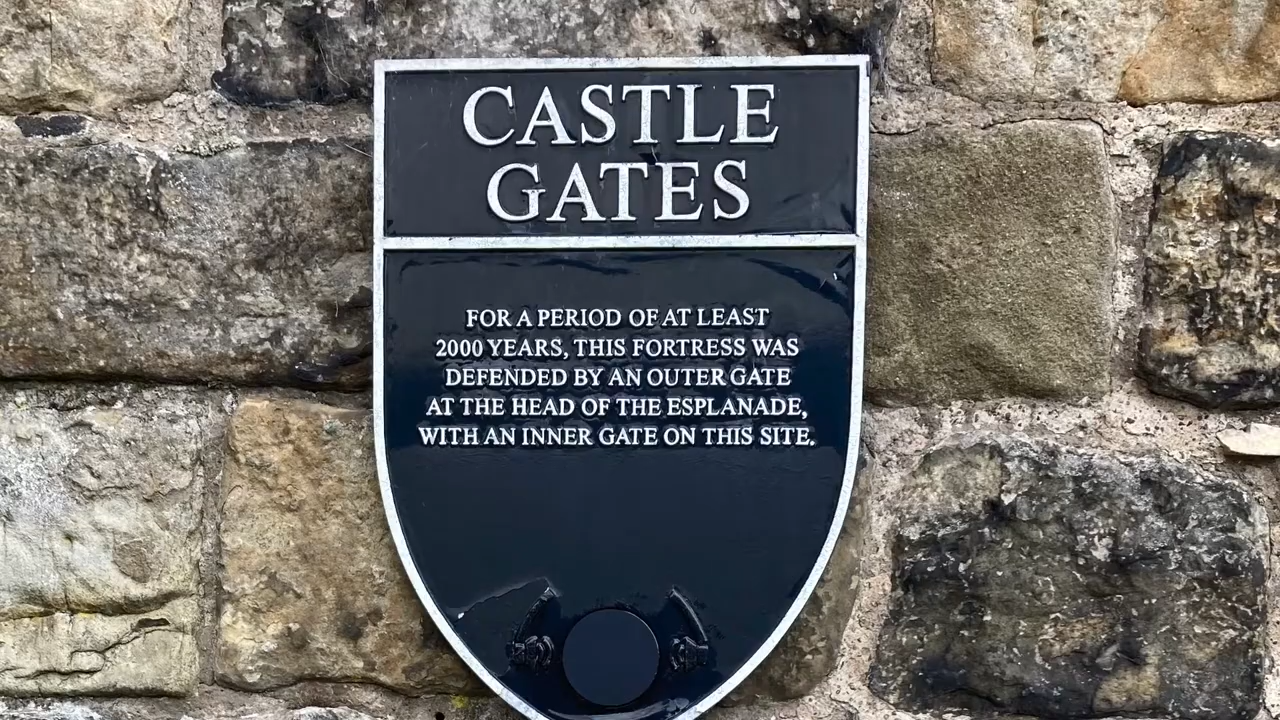 CASTLE
GATES
FOR A PERIOD OF AT LEAST
2000 YEARS, THIS FORTRESS WAS
DEFENDED BY AN OUTER GATE
AT THE HEAD OF THE ESPLANADE,
WITH AN INNER GATE ON THIS SITE.